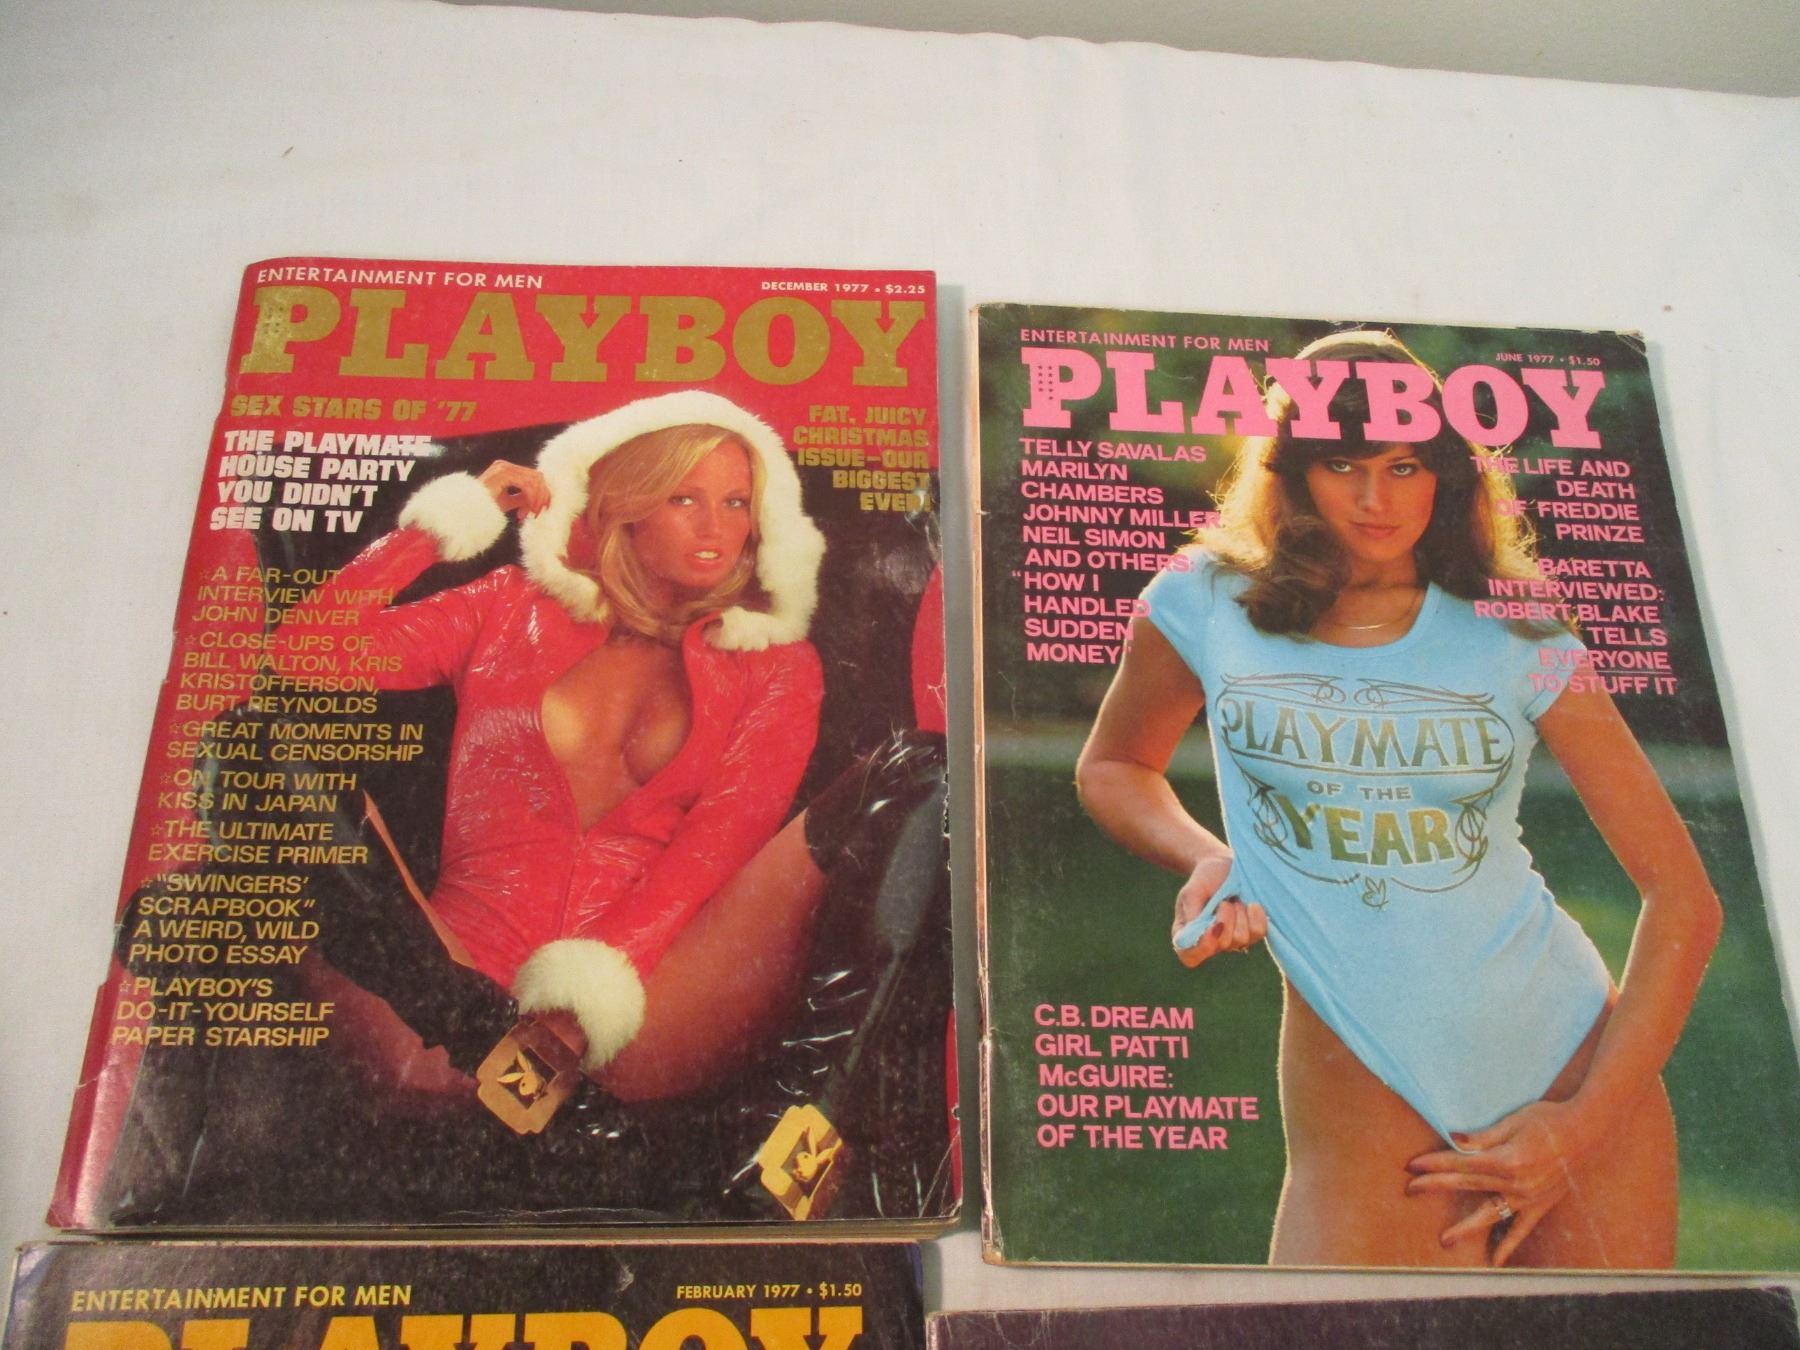 ENTERTAINMENT FOR MEN
DECEMBER 1977 • $2.25
PLAYBOY
SEX STARS OF '77
THE PLAYMATE
HOUSE PARTY
YOU DIDN'T
SEE ON TV
FAT, JUICY
CHRISTMAS
ISSUE–OUR
BIGGEST
EVER!
☆A FAR-OUT
INTERVIEW WITH
JOHN DENVER
☆CLOSE-UPS OF
BILL WALTON, KRIS
KRISTOFFERSON,
BURT REYNOLDS
☆GREAT MOMENTS IN
SEXUAL CENSORSHIP
☆ON TOUR WITH
KISS IN JAPAN
☆THE ULTIMATE
EXERCISE PRIMER
☆"SWINGERS'
SCRAPBOOK"
A WEIRD, WILD
PHOTO ESSAY
☆PLAYBOY'S
DO-IT-YOURSELF
PAPER STARSHIP
ENTERTAINMENT FOR MEN
JUNE 1977 • $1.50
PLAYBOY
TELLY SAVALAS
MARILYN
CHAMBERS
JOHNNY MILLER
NEIL SIMON
AND OTHERS:
"HOW I
HANDLED
SUDDEN
MONEY"
THE LIFE AND
DEATH
OF FREDDIE
PRINZE
BARETTA
INTERVIEWED:
ROBERT BLAKE
TELLS
EVERYONE
TO STUFF IT
PLAYMATE
OF THE
YEAR
C.B. DREAM
GIRL PATTI
McGUIRE:
OUR PLAYMATE
OF THE YEAR
ENTERTAINMENT FOR MEN
FEBRUARY 1977 • $1.50
PLAYBOY